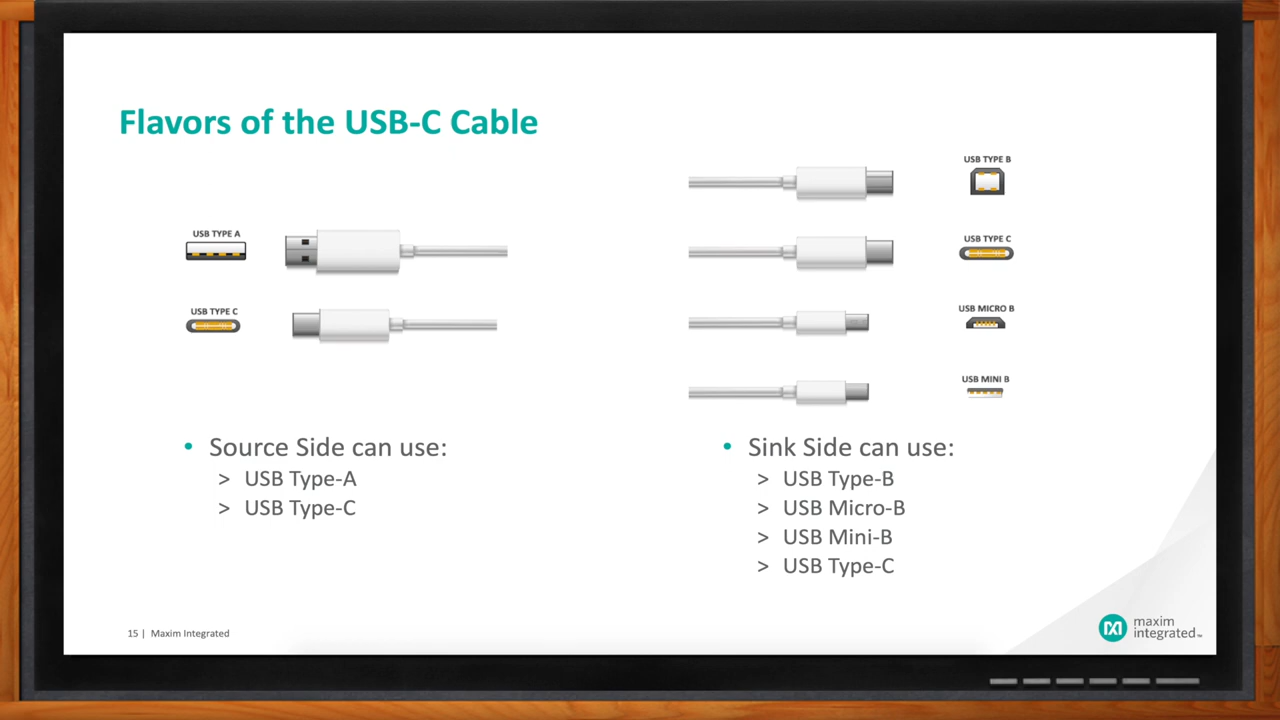 Flavors of the USB-C Cable
USB TYPE A
USB TYPE C
USB TYPE B
USB TYPE C
USB MICRO B
USB MINI B
• Source Side can use:
> USB Type-A
> USB Type-C
• Sink Side can use:
> USB Type-B
> USB Micro-B
> USB Mini-B
> USB Type-C
15 | Maxim Integrated
maxim
integrated™